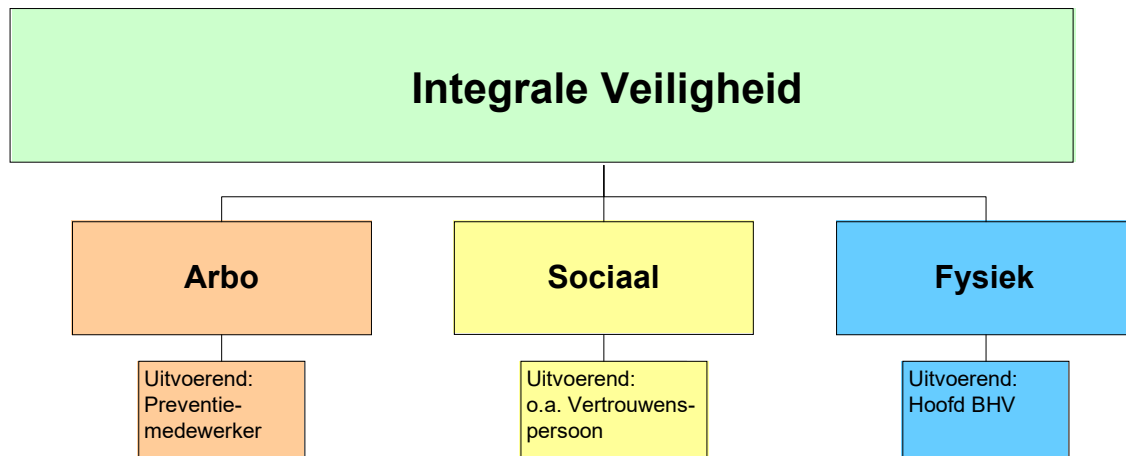 Integrale Veiligheid
Arbo
Sociaal
Fysiek
Uitvoerend:
Preventie-
medewerker
Uitvoerend:
o.a. Vertrouwens-
persoon
Uitvoerend:
Hoofd BHV